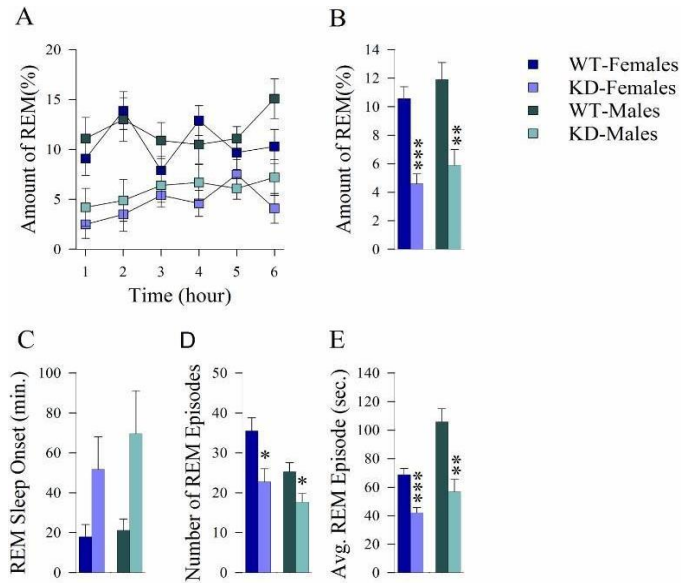 A
Amount of REM(%)
20
15
10
5
0
1 2 3 4 5 6
Time (hour)
B
Amount of REM(%)
14
12
10
8
6
4
2
0
***
**
WT-Females
KD-Females
WT-Males
KD-Males
C
REM Sleep Onset (min.)
100
80
60
40
20
0
D
Number of REM Episodes
50
40
30
20
10
0
*
*
E
Avg. REM Episode (sec.)
140
120
100
80
60
40
20
0
***
**